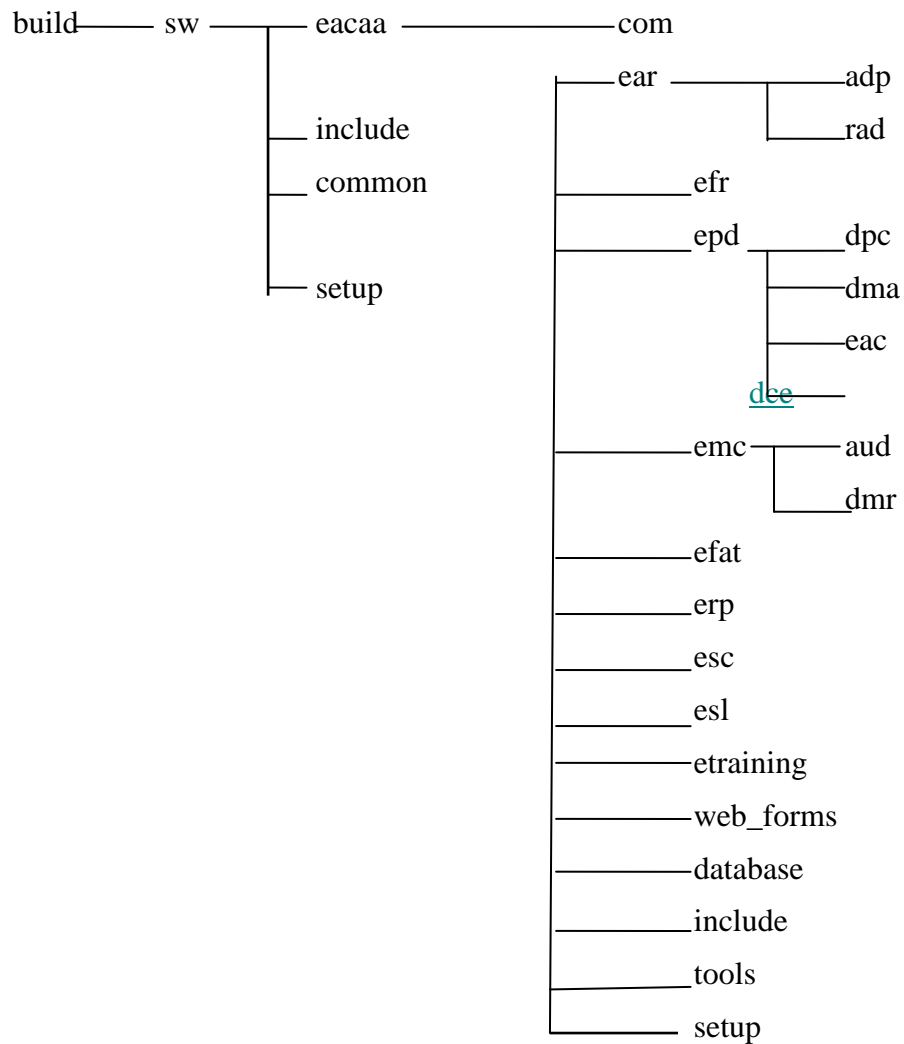 build sw eacaa com
ear adp
include rad
common efr
epd dpc
setup dma
eac
dce
emc aud
dmr
efat
erp
esc
esl
etraining
web_forms
database
include
tools
setup